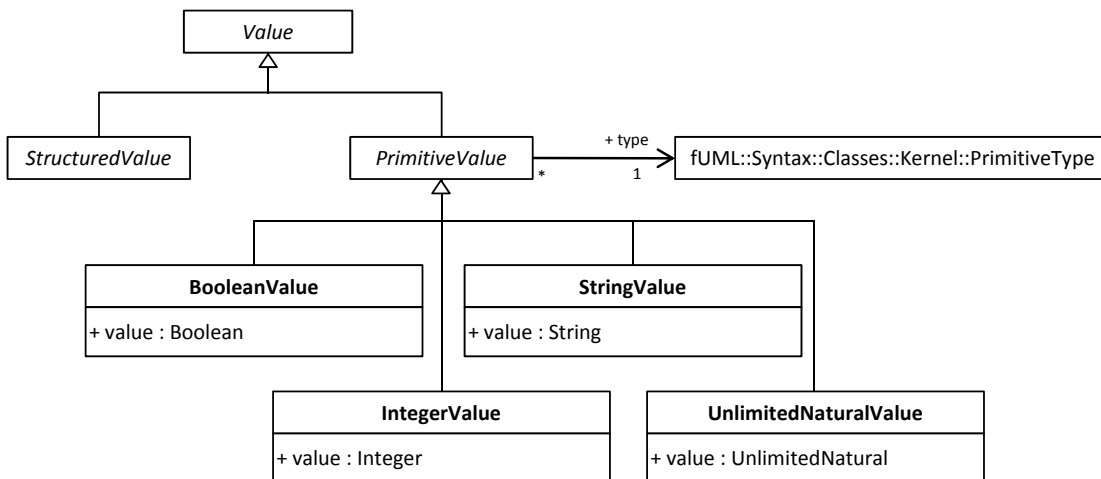 Value
StructuredValue
PrimitiveValue
+ type
*
1
fUML::Syntax::Classes::Kernel::PrimitiveType
BooleanValue
+ value : Boolean
StringValue
+ value : String
IntegerValue
+ value : Integer
UnlimitedNaturalValue
+ value : UnlimitedNatural